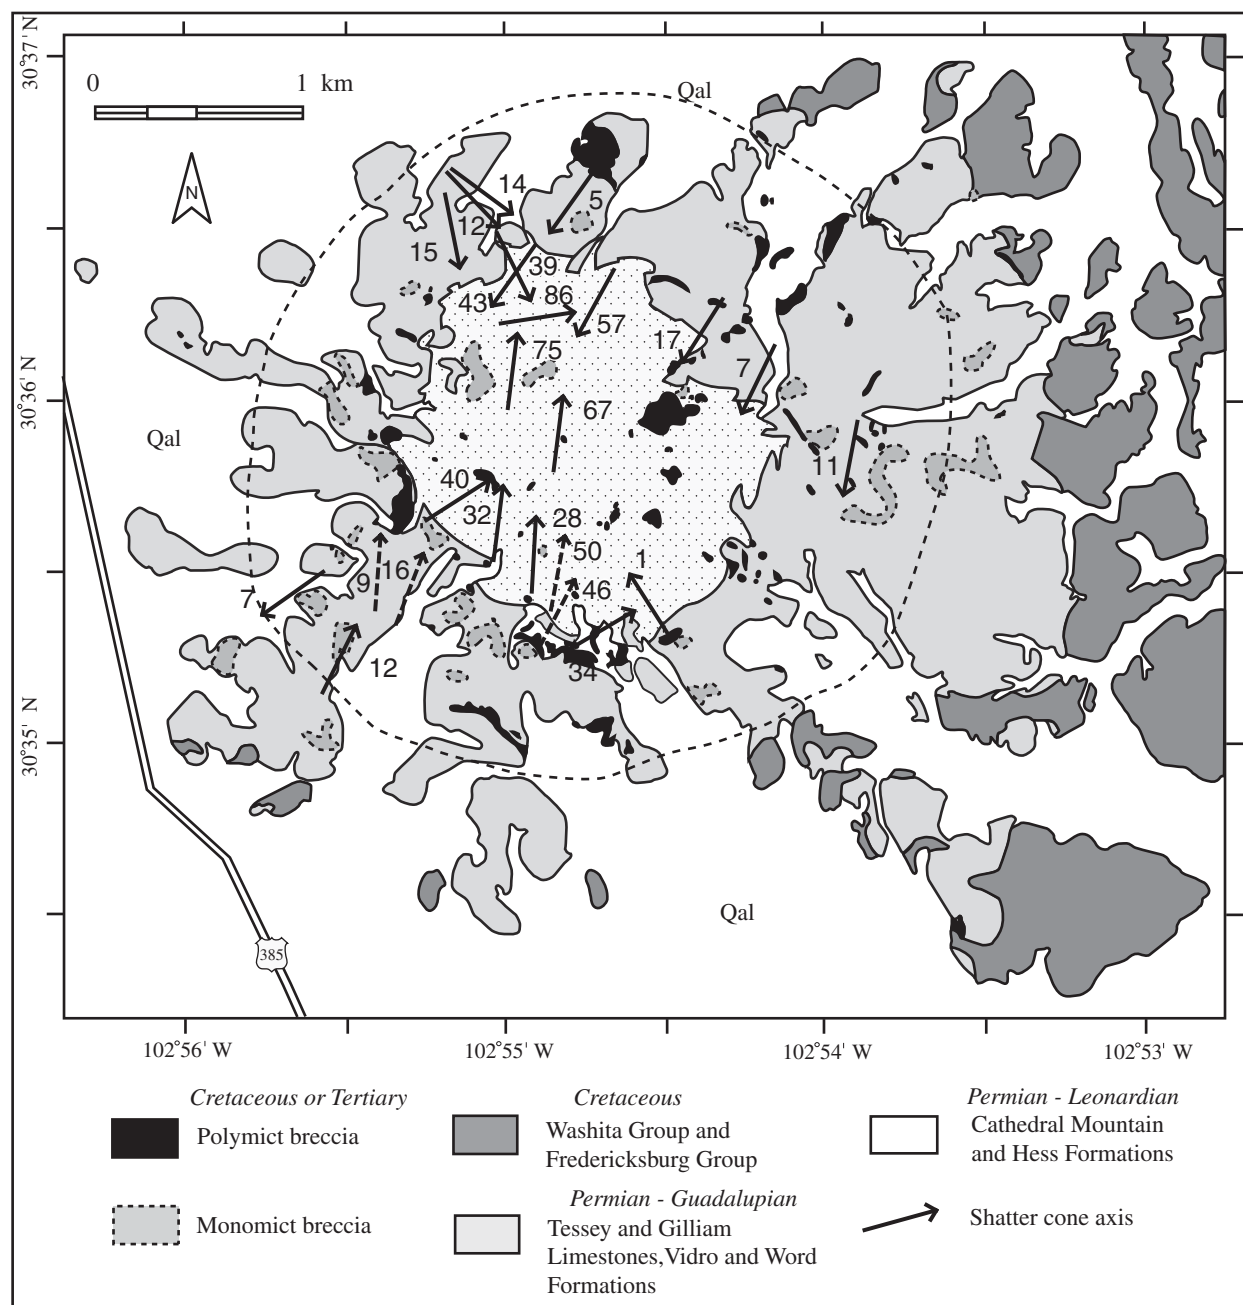 30°37' N
0 1 km
N
Qal
14
5
12
15
39
43
86
57
75
17
7
67
Qal
11
40
32
28
50
1
9
16
46
7
12
34
30°36' N
30°35' N
Qal
385
102°56' W
102°55' W
102°54' W
102°53' W
Cretaceous or Tertiary
Polymict breccia
Monomict breccia
Cretaceous
Washita Group and
Fredericksburg Group
Permian - Guadalupian
Tessey and Gilliam
Limestones,Vidro and Word
Formations
Permian - Leonardian
Cathedral Mountain
and Hess Formations
Shatter cone axis